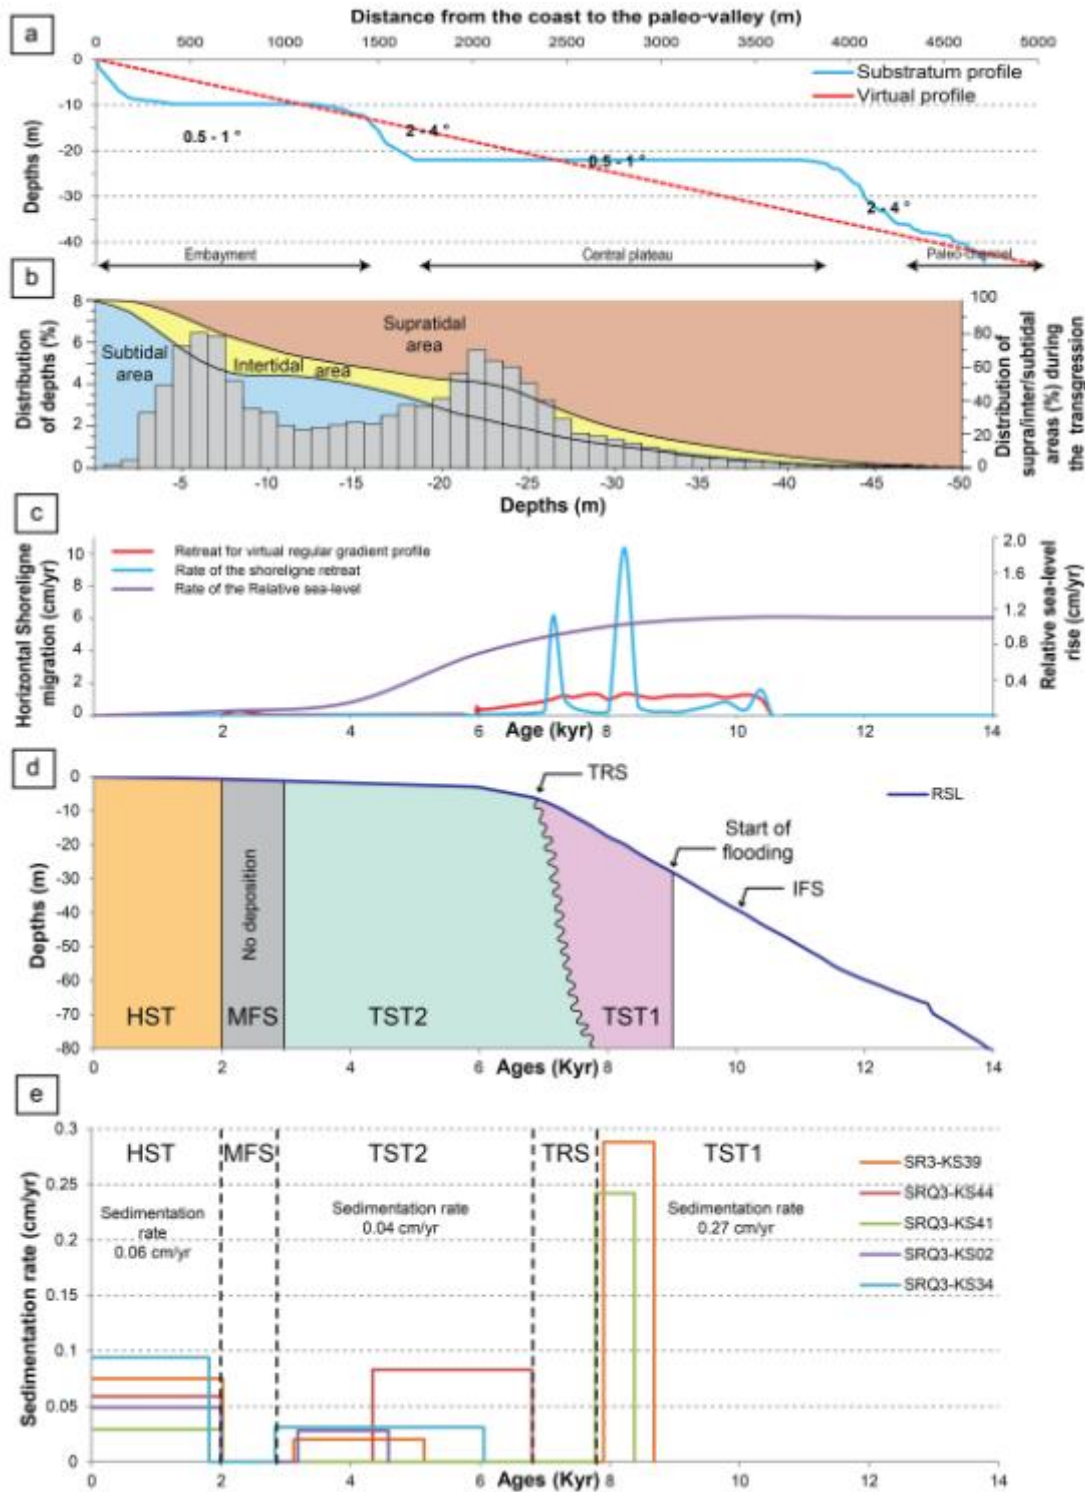 a
Distance from the coast to the paleo-valley (m)
0 500 1000 1500 2000 2500 3000 3500 4000 4500 5000
0
-10
-20
-30
-40
Depths (m)
Substratum profile
Virtual profile
0.5 - 1 °
2 - 4 °
0.5 - 1 °
2 - 4 °
Embayment
Central plateau
Paleo-channel
b
8
6
4
2
0
Distribution
of depths (%)
Subtidal
area
Intertidal area
Supratidal
area
100
80
60
40
20
0
Distribution of
supra/inter/subtidal
areas (%) during
the transgression
-5 -10 -15 -20 -25 -30 -35 -40 -45 -50
Depths (m)
c
10
8
6
4
2
0
Horizontal Shoreligne
migration (cm/yr)
Retreat for virtual regular gradient profile
Rate of the shoreligne retreat
Rate of the Relative sea-level
2.0
1.6
1.2
0.8
0.4
Relative sea-level
rise (cm/yr)
2 4 6 8 10 12 14
Age (kyr)
d
0
-10
-20
-30
-40
-50
-60
-70
-80
Depths (m)
TRS
RSL
Start of
flooding
IFS
No deposition
HST
MFS
TST2
TST1
0 2 4 6 8 10 12 14
Ages (Kyr)
e
0.3
0.25
0.2
0.15
0.1
0.05
0
Sedimentation rate (cm/yr)
HST
MFS
TST2
TRS
TST1
Sedimentation
rate
0.06 cm/yr
Sedimentation rate
0.04 cm/yr
Sedimentation rate
0.27 cm/yr
SR3-KS39
SRQ3-KS44
SRQ3-KS41
SRQ3-KS02
SRQ3-KS34
0 2 4 6 8 10 12 14
Ages (Kyr)